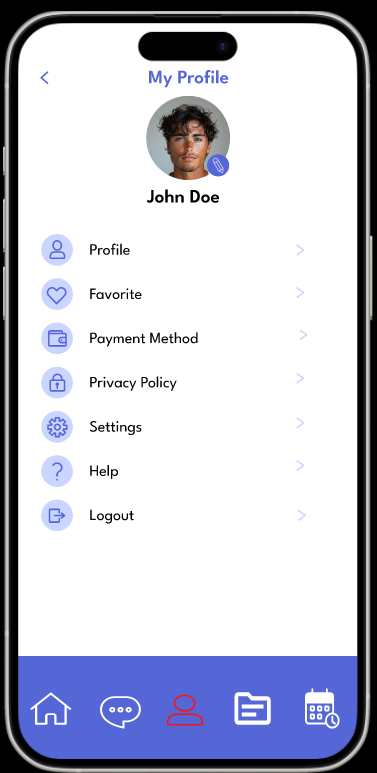 My Profile
John Doe
Profile
Favorite
Payment Method
Privacy Policy
Settings
Help
Logout